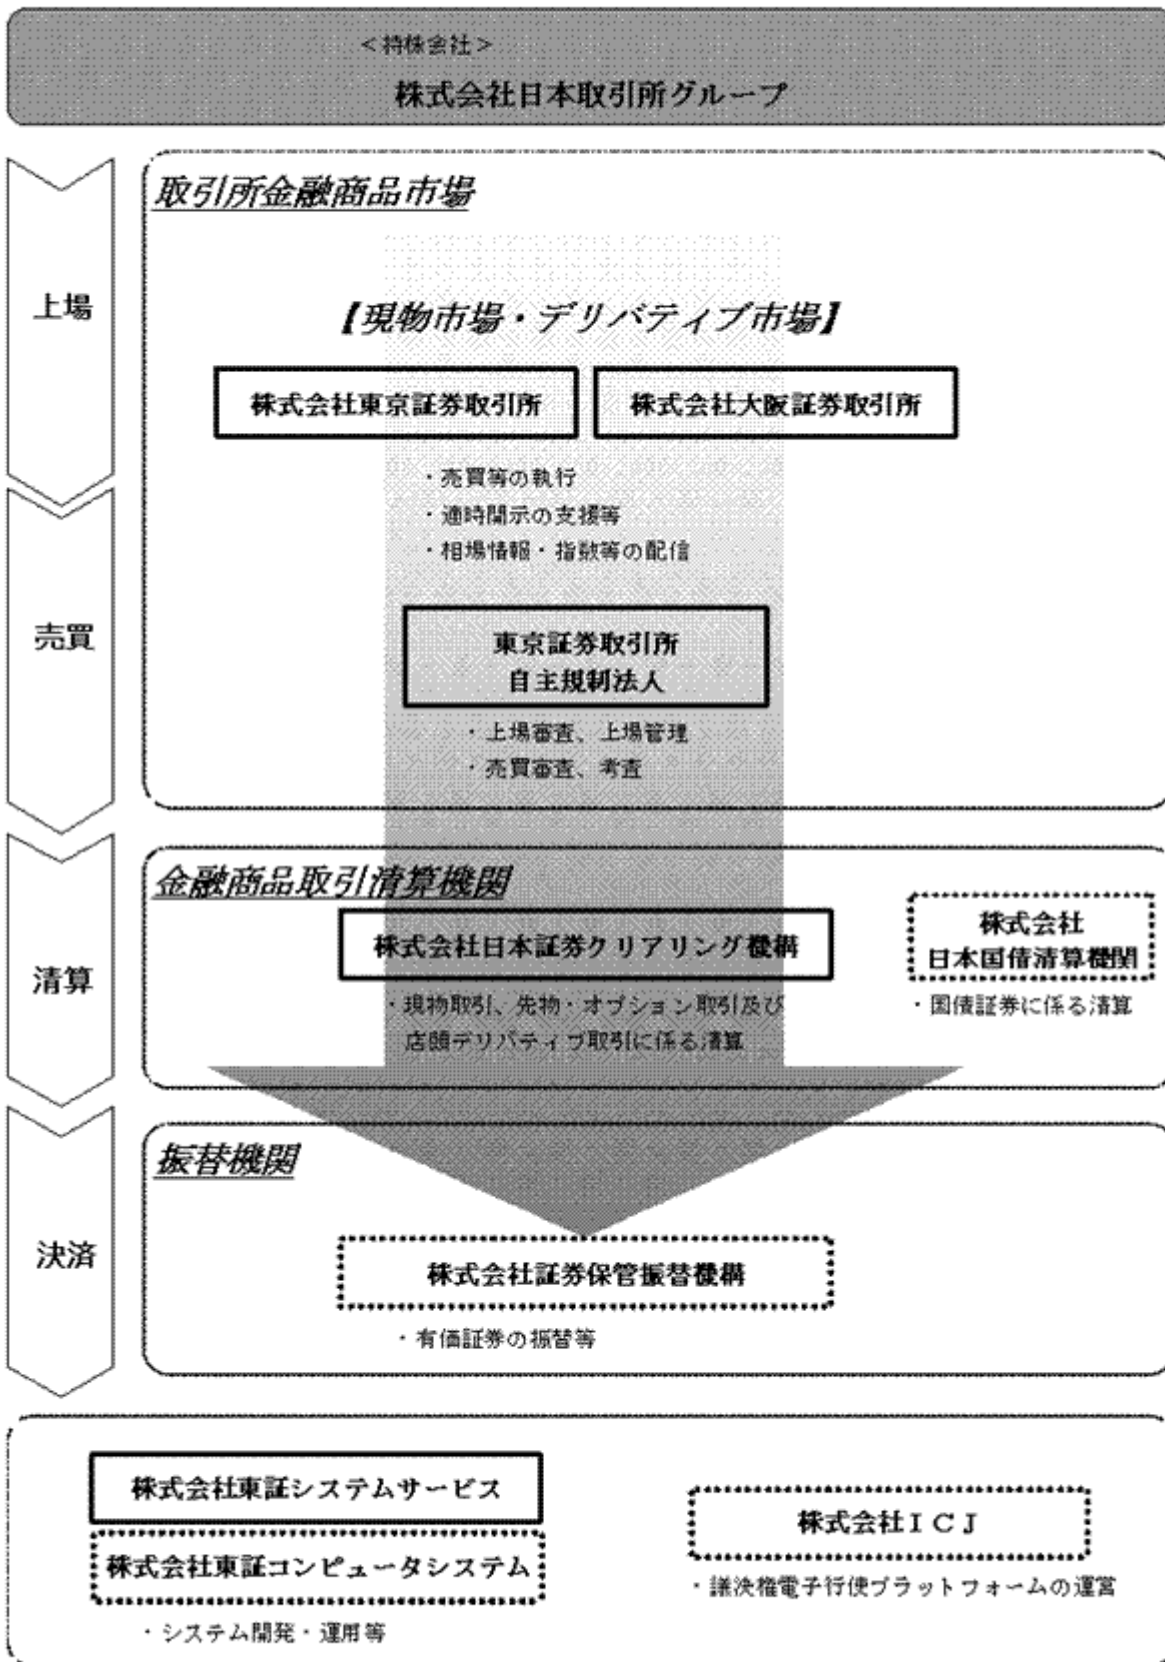 ＜持株会社＞
株式会社日本取引所グループ
取引所金融商品市場
上場
【現物市場・デリバティブ市場】
株式会社東京証券取引所
株式会社大阪証券取引所
・売買等の執行
・適時開示の支援等
・相場情報・指数等の配信
売買
東京証券取引所
自主規制法人
・上場審査、上場管理
・売買審査、考査
金融商品取引清算機関
清算
株式会社日本証券クリアリング機構
・現物取引、先物・オプション取引及び
店頭デリバティブ取引に係る清算
株式会社
日本国債清算機関
・国債証券に係る清算
振替機関
決済
株式会社証券保管振替機構
・有価証券の振替等
株式会社東証システムサービス
株式会社東証コンピュータシステム
・システム開発・運用等
株式会社ＩＣＪ
・議決権電子行使プラットフォームの運営